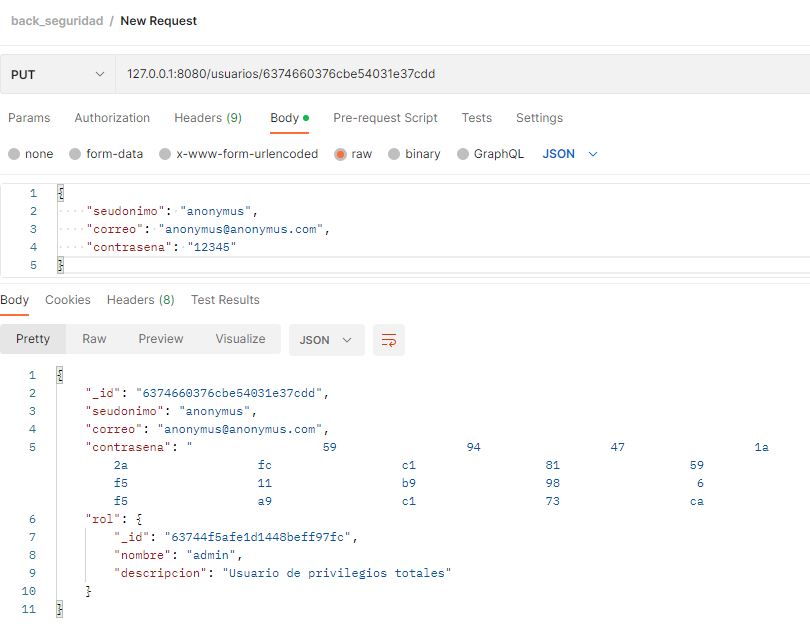 back_seguridad / New Request
PUT 127.0.0.1:8080/usuarios/6374660376cbe54031e37cdd
Params Authorization Headers (9) Body Pre-request Script Tests Settings
none form-data x-www-form-urlencoded raw binary GraphQL JSON
1 {
2 "seudonimo": "anonymus",
3 "correo": "anonymus@anonymus.com",
4 "contrasena": "12345"
5 }
Body Cookies Headers (8) Test Results
Pretty Raw Preview Visualize JSON
1 {
2 "_id": "6374660376cbe54031e37cdd",
3 "seudonimo": "anonymus",
4 "correo": "anonymus@anonymus.com",
5 "contrasena": " 59 94 47 1a
2a fc c1 81 59
f5 11 b9 98 6
f5 a9 c1 73 ca
6 "rol": {
7 "_id": "63744f5afe1d1448beff97fc",
8 "nombre": "admin",
9 "descripcion": "Usuario de privilegios totales"
10 }
11 }